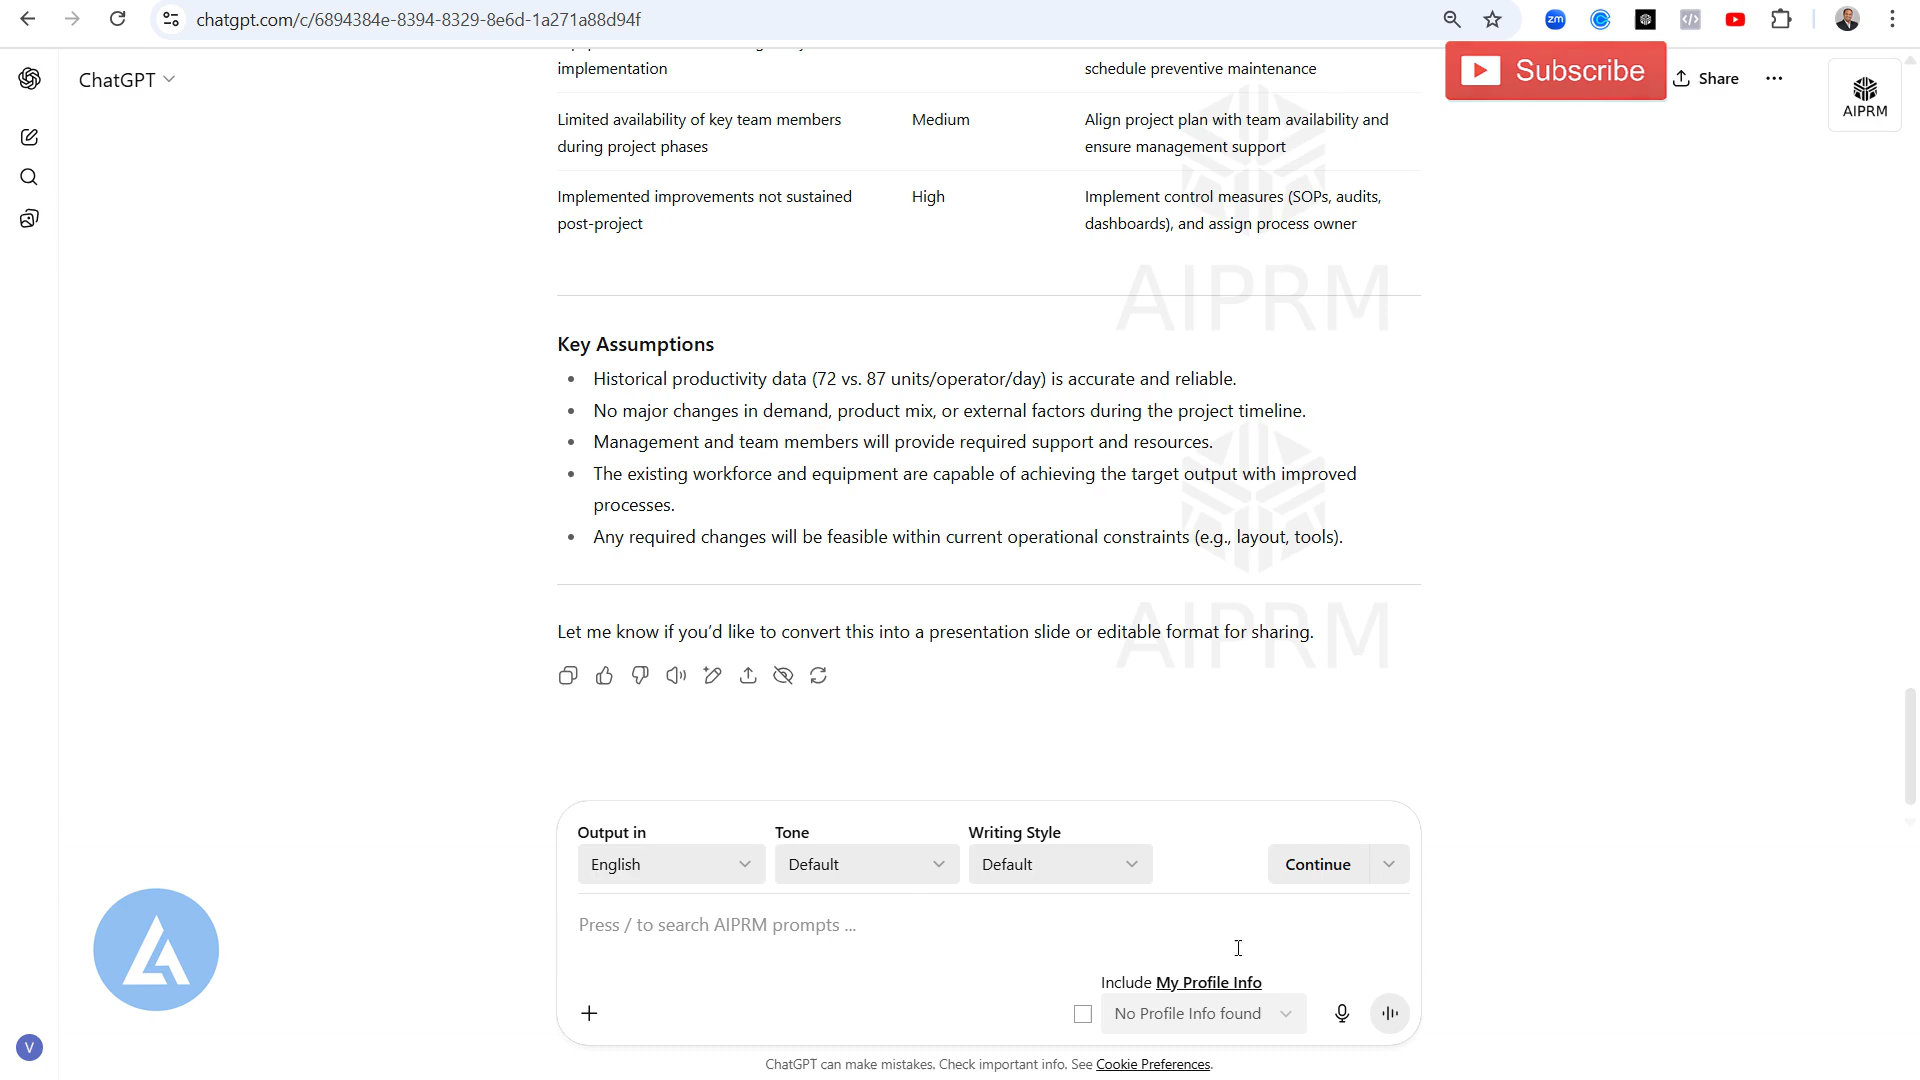 chatgpt.com/c/6894384e-8394-8329-8e6d-1a271a88d94f
zm
ChatGPT
Subscribe
Share
AIPRM
implementation
schedule preventive maintenance
Limited availability of key team members
during project phases
Medium
Align project plan with team availability and
ensure management support
Implemented improvements not sustained
post-project
High
Implement control measures (SOPs, audits,
dashboards), and assign process owner
AIPRM
Key Assumptions
• Historical productivity data (72 vs. 87 units/operator/day) is accurate and reliable.
• No major changes in demand, product mix, or external factors during the project timeline.
• Management and team members will provide required support and resources.
• The existing workforce and equipment are capable of achieving the target output with improved
processes.
• Any required changes will be feasible within current operational constraints (e.g., layout, tools).
Let me know if you’d like to convert this into a presentation slide or editable format for sharing.
AIPRM
Output in
Tone
Writing Style
English
Default
Default
Continue
Press / to search AIPRM prompts ...
Include My Profile Info
No Profile Info found
V
ChatGPT can make mistakes. Check important info. See Cookie Preferences.